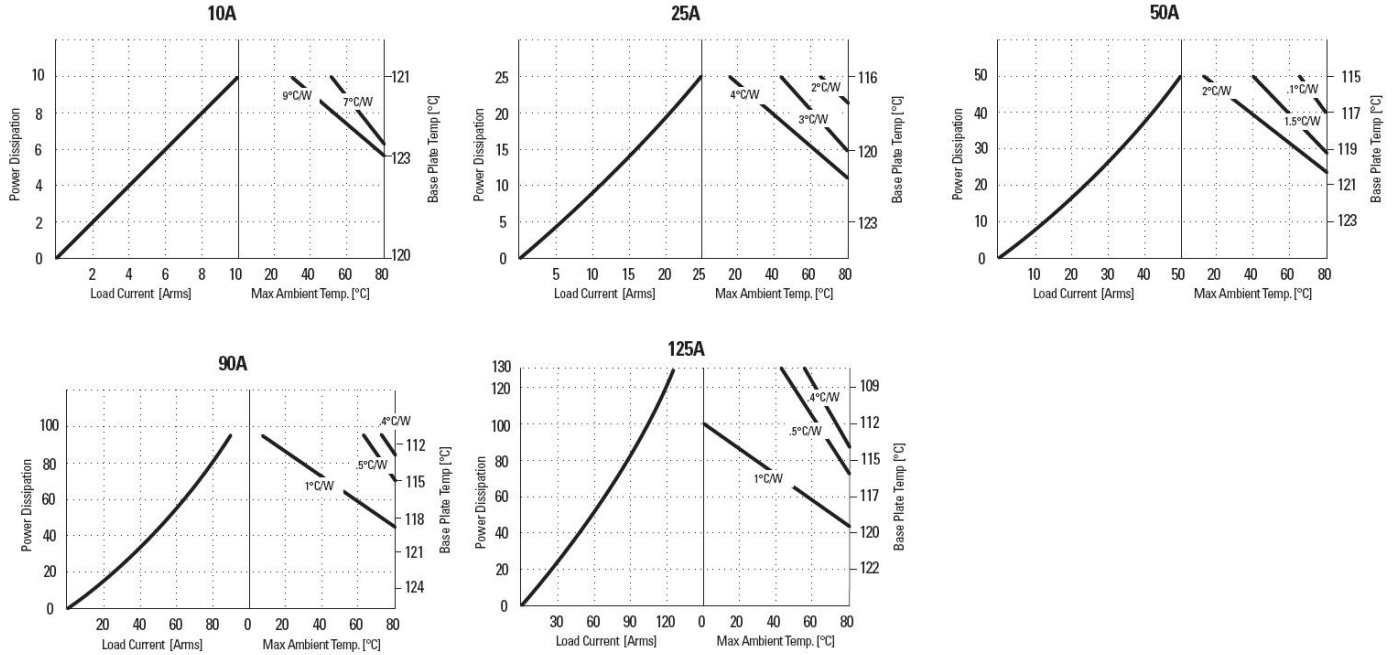 10A
10
8
6
4
2
0
Power Dissipation
2 4 6 8 10 20 40 60 80
Load Current [Arms]
Max Ambient Temp. [°C]
9°C/W
7°C/W
121
123
120
Base Plate Temp [°C]
25A
25
20
15
10
5
0
Power Dissipation
5 10 15 20 25 20 40 60 80
Load Current [Arms]
Max Ambient Temp. [°C]
4°C/W
3°C/W
2°C/W
116
120
123
Base Plate Temp [°C]
50A
50
40
30
20
10
0
Power Dissipation
10 20 30 40 50 20 40 60 80
Load Current [Arms]
Max Ambient Temp. [°C]
2°C/W
1.5°C/W
.1°C/W
115
117
119
121
123
Base Plate Temp [°C]
90A
100
80
60
40
20
0
Power Dissipation
20 40 60 80 0 20 40 60 80
Load Current [Arms]
Max Ambient Temp. [°C]
1°C/W
.5°C/W
.4°C/W
112
115
118
121
124
Base Plate Temp [°C]
125A
130
120
100
80
60
40
20
0
Power Dissipation
30 60 90 120 0 20 40 60 80
Load Current [Arms]
Max Ambient Temp. [°C]
1°C/W
.5°C/W
.4°C/W
109
112
115
117
120
122
Base Plate Temp [°C]